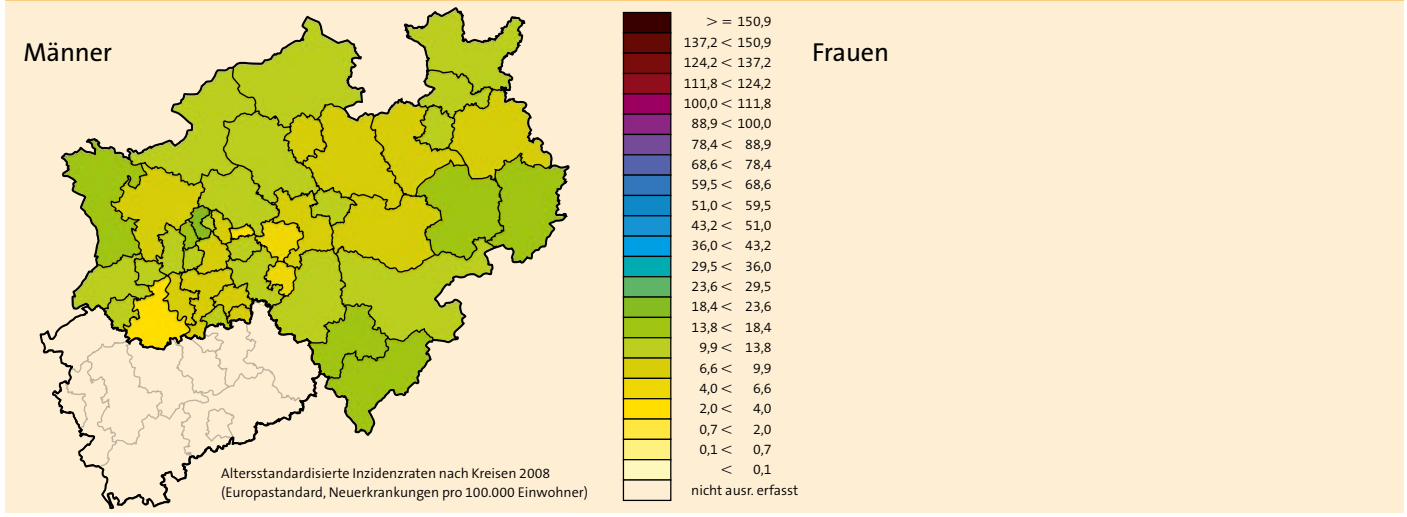 Männer
> = 150,9
137,2 < 150,9
124,2 < 137,2
111,8 < 124,2
100,0 < 111,8
88,9 < 100,0
78,4 < 88,9
68,6 < 78,4
59,5 < 68,6
51,0 < 59,5
43,2 < 51,0
36,0 < 43,2
29,5 < 36,0
23,6 < 29,5
18,4 < 23,6
13,8 < 18,4
9,9 < 13,8
6,6 < 9,9
4,0 < 6,6
2,0 < 4,0
0,7 < 2,0
0,1 < 0,7
< 0,1
nicht ausr. erfasst
Altersstandardisierte Inzidenzraten nach Kreisen 2008
(Europastandard, Neuerkrankungen pro 100.000 Einwohner)
Frauen